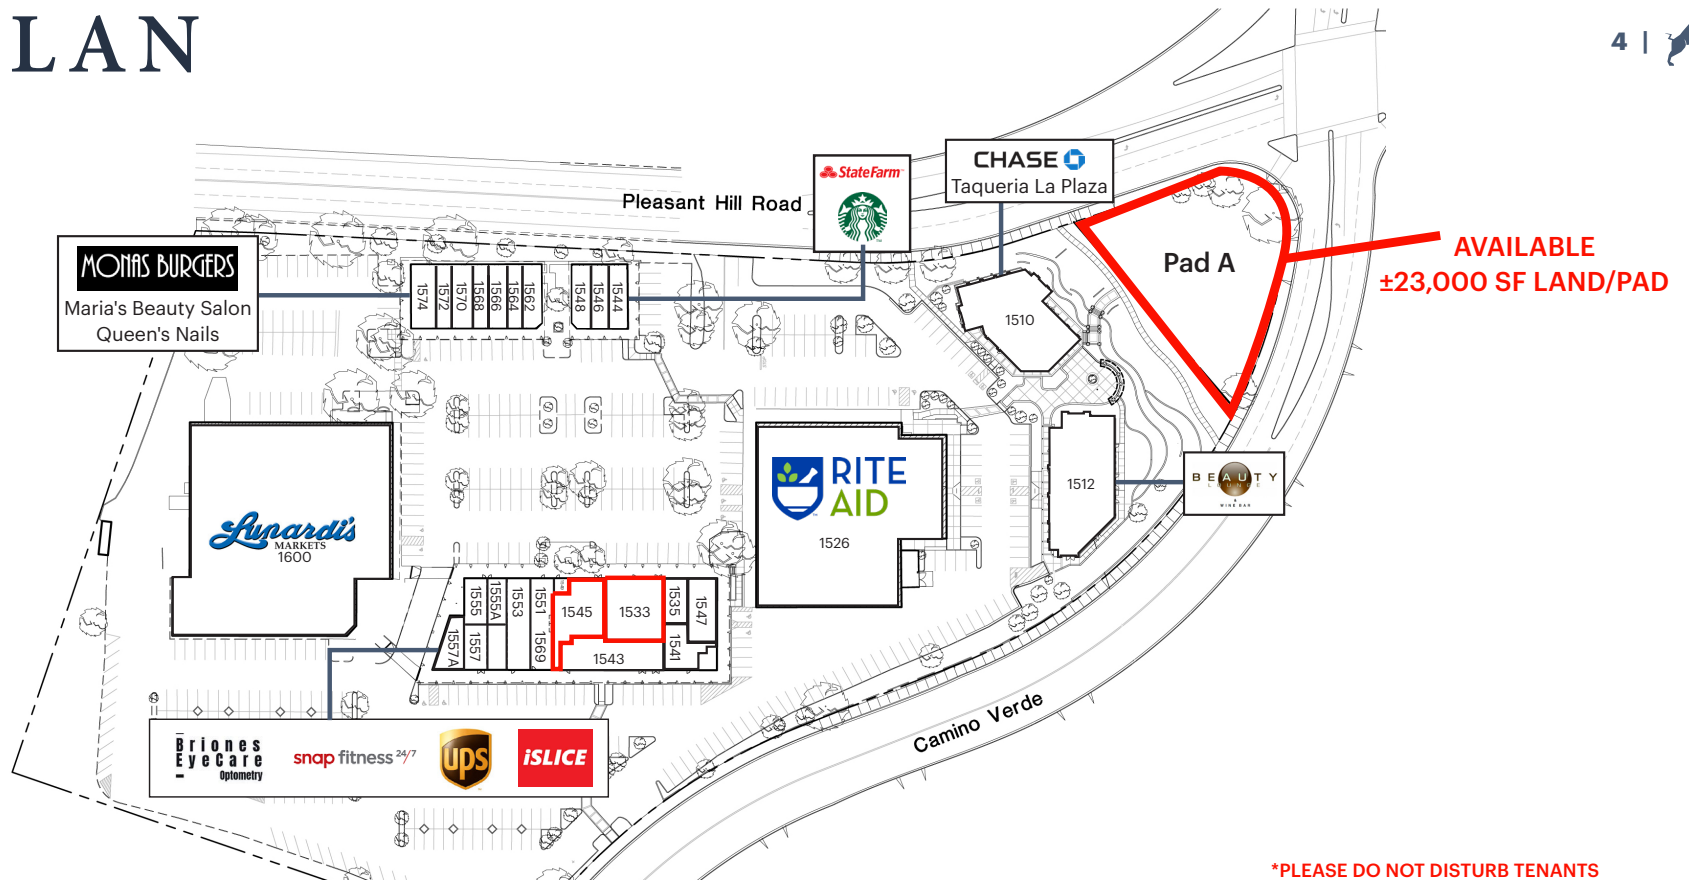 LAN
4 |
Pleasant Hill Road
StateFarm
CHASE
Taqueria La Plaza
MONAS BURGERS
Maria's Beauty Salon
Queen's Nails
Pad A
AVAILABLE
±23,000 SF LAND/PAD
1574
1572
1570
1568
1566
1564
1562
1548
1546
1544
1510
1512
BEAUTY
LOUNGE
&
WINE BAR
Lunardi's
MARKETS
1600
RITE
AID
1526
1555
1555A
1553
1551
1545
1533
1535
1547
1557A
1557
1569
1543
1541
Camino Verde
Briones
EyeCare
Optometry
snap fitness 24/7
ups
iSLICE
*PLEASE DO NOT DISTURB TENANTS